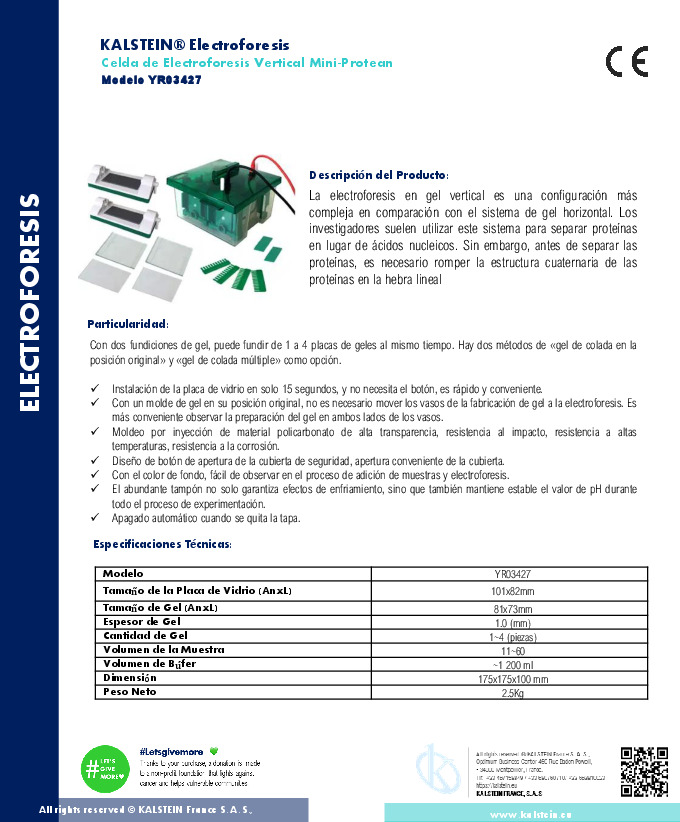 KALSTEIN® Electroforesis
Celda de Electroforesis Vertical Mini-Protean
Modelo YR03427
CE
ELECTROFORESIS
Descripción del Producto:
La electroforesis en gel vertical es una configuración más
compleja en comparación con el sistema de gel horizontal. Los
investigadores suelen utilizar este sistema para separar proteínas
en lugar de ácidos nucleicos. Sin embargo, antes de separar las
proteínas, es necesario romper la estructura cuaternaria de las
proteínas en la hebra lineal
Particularidad:
Con dos fundiciones de gel, puede fundir de 1 a 4 placas de geles al mismo tiempo. Hay dos métodos de «gel de colada en la
posición original» y «gel de colada múltiple» como opción.
✓ Instalación de la placa de vidrio en solo 15 segundos, y no necesita el botón, es rápido y conveniente.
✓ Con un molde de gel en su posición original, no es necesario mover los vasos de la fabricación de gel a la electroforesis. Es
más conveniente observar la preparación del gel en ambos lados de los vasos.
✓ Moldeo por inyección de material policarbonato de alta transparencia, resistencia al impacto, resistencia a altas
temperaturas, resistencia a la corrosión.
✓ Diseño de botón de apertura de la cubierta de seguridad, apertura conveniente de la cubierta.
✓ Con el color de fondo, fácil de observar en el proceso de adición de muestras y electroforesis.
✓ El abundante tampón no solo garantiza efectos de enfriamiento, sino que también mantiene estable el valor de pH durante
todo el proceso de experimentación.
✓ Apagado automático cuando se quita la tapa.
Especificaciones Técnicas:
Modelo YR03427
Tamaño de la Placa de Vidrio (AnxL) 101x82mm
Tamaño de Gel (AnxL) 81x73mm
Espesor de Gel 1.0 (mm)
Cantidad de Gel 1~4 (piezas)
Volumen de la Muestra 11~60
Volumen de Búfer ~1 200 ml
Dimensión 175x175x100 mm
Peso Neto 2.5Kg
#LET'S GIVE MORE
#Letsgivemore
Thanks to your purchase, a donation is made
to a non-profit foundation that fights against
cancer and helps vulnerable communities
All rights reserved ® KALSTEIN France S. A. S.,
KALSTEIN FRANCE, S. A. S
https://kalstein.eu
All rights reserved © KALSTEIN France S. A. S.,
www.kalstein.eu